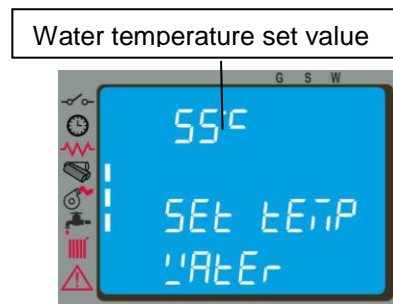 Water temperature set value
G S W
55°C
SEt tEmP
WAtEr